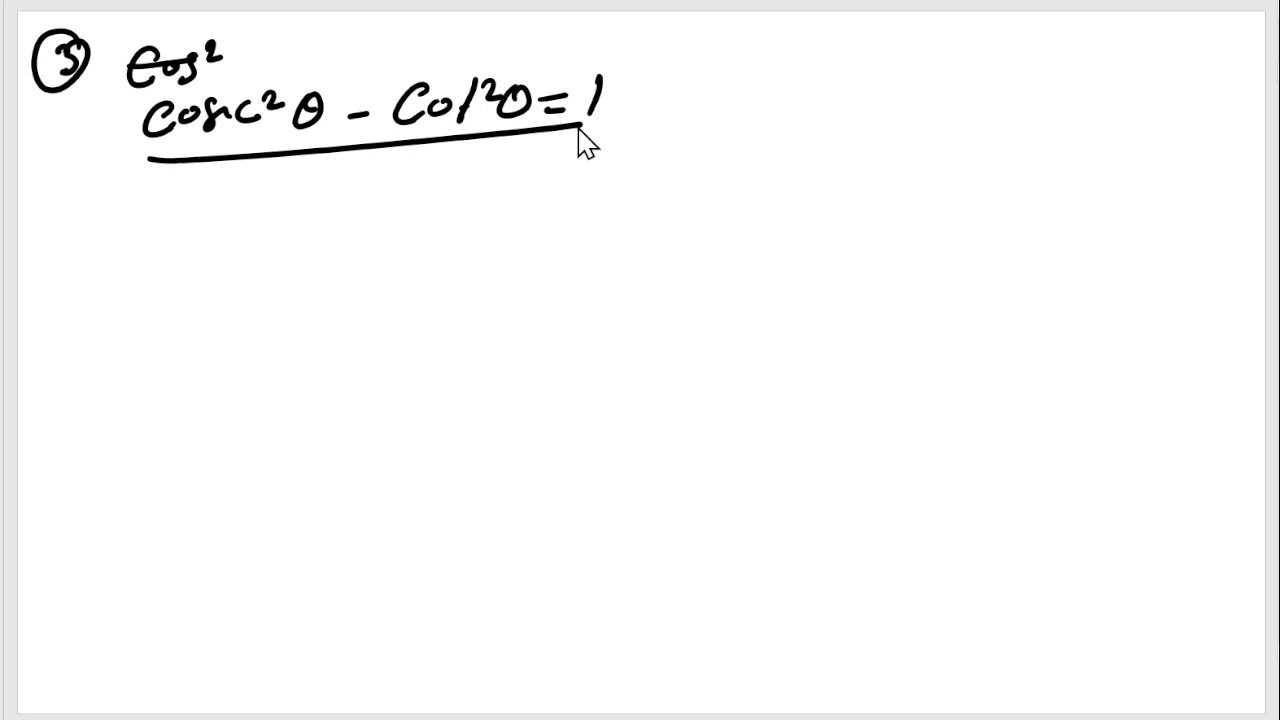 ③ Cos²
Cosec²θ - Cot²θ = 1